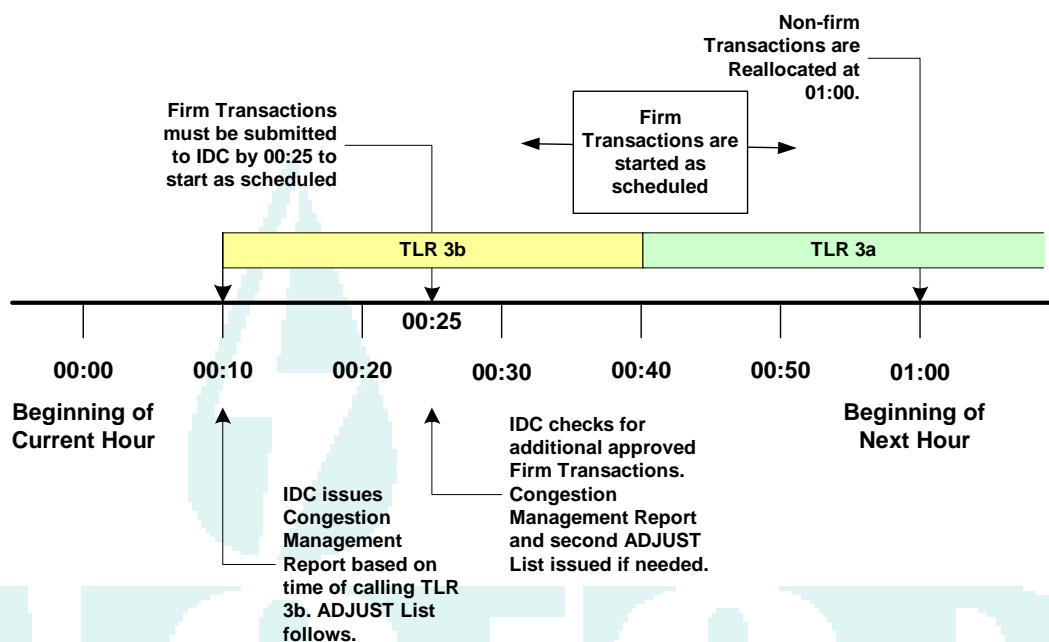 Non-firm
Transactions are
Reallocated at
01:00.
Firm Transactions
must be submitted
to IDC by 00:25 to
start as scheduled
Firm
Transactions are
started as
scheduled
TLR 3b
TLR 3a
00:25
00:00
00:10
00:20
00:30
00:40
00:50
01:00
Beginning of
Current Hour
Beginning of
Next Hour
IDC issues
Congestion
Management
Report based on
time of calling TLR
3b. ADJUST List
follows.
IDC checks for
additional approved
Firm Transactions.
Congestion
Management Report
and second ADJUST
List issued if needed.